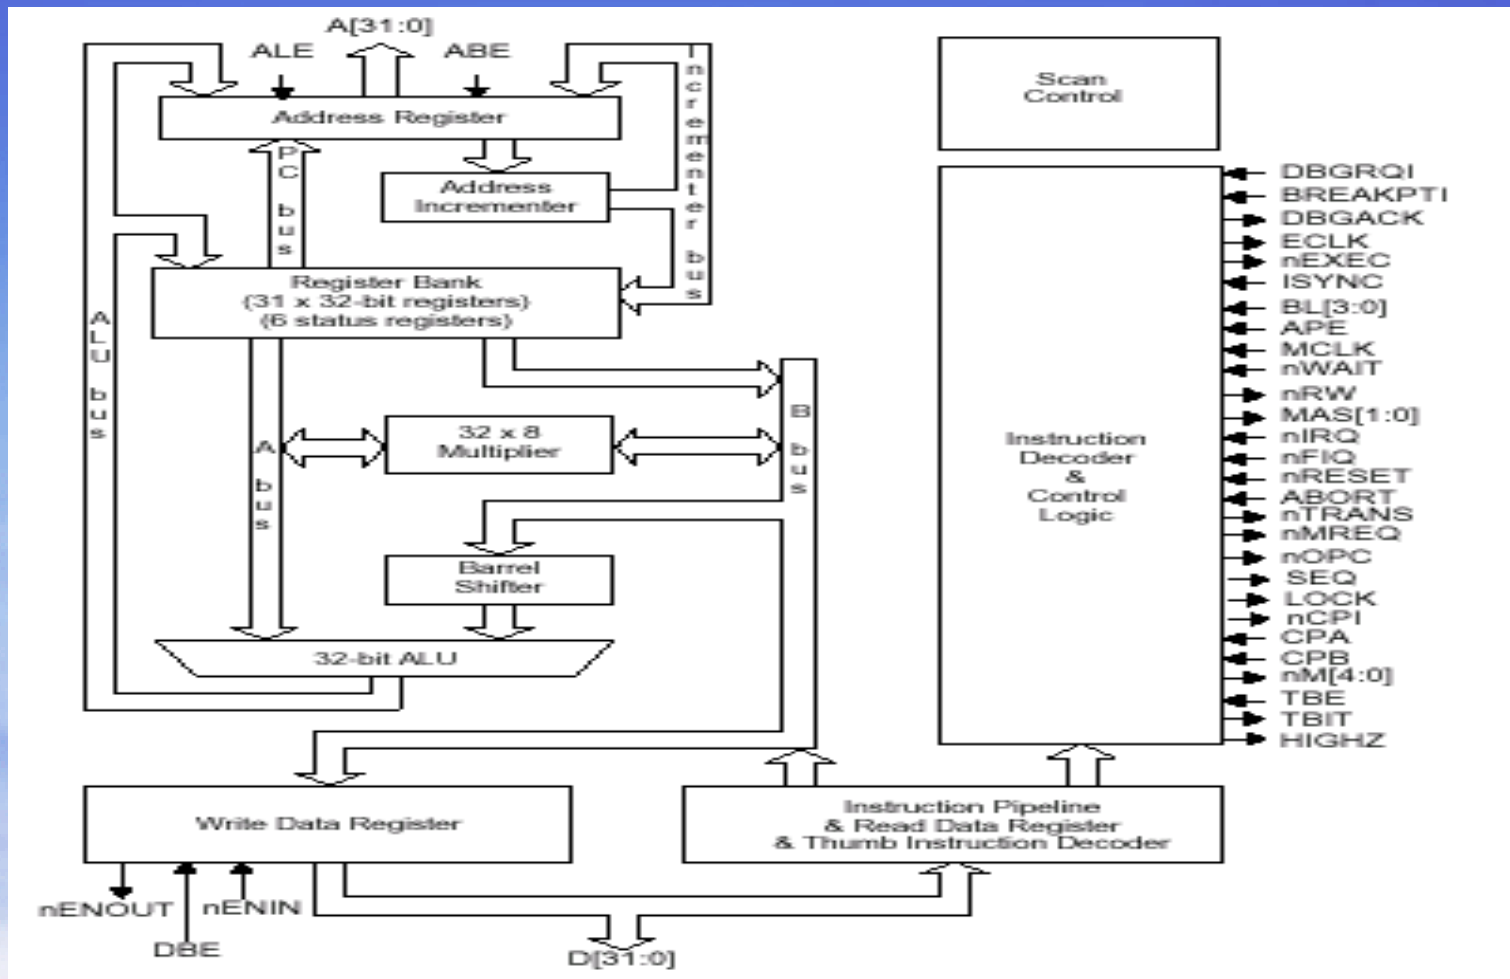 A[31:0]
ALE
ABE
Address Register
Incrementer bus
PC bus
Address
Incrementer
Register Bank
(31 x 32-bit registers)
(6 status registers)
ALU bus
A bus
B bus
32 x 8
Multiplier
Barrel
Shifter
32-bit ALU
Write Data Register
nENOUT
nENIN
DBE
D[31:0]
Instruction Pipeline
& Read Data Register
& Thumb Instruction Decoder
Scan
Control
Instruction
Decoder
&
Control
Logic
DBGRQI
BREAKPTI
DBGACK
ECLK
nEXEC
ISYNC
BL[3:0]
APE
MCLK
nWAIT
nRW
MAS[1:0]
nIRQ
nFIQ
nRESET
ABORT
nTRANS
nMREQ
nOPC
SEQ
LOCK
nCPI
CPA
CPB
nM[4:0]
TBE
TBIT
HIGHZ